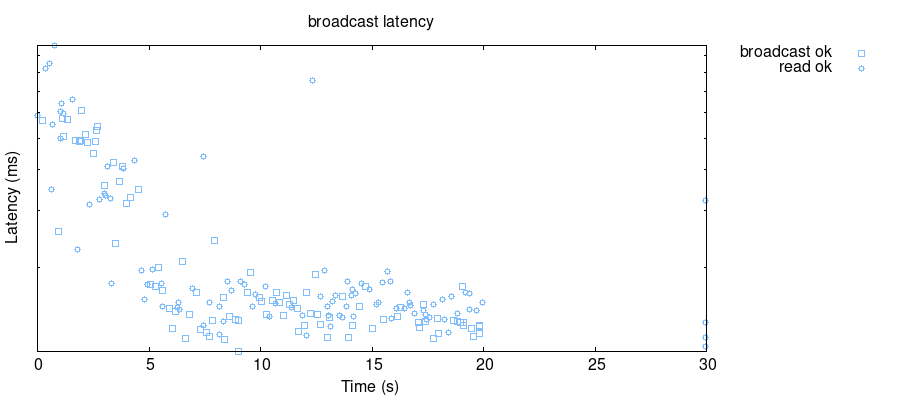 broadcast latency
broadcast ok
read ok
Latency (ms)
0 5 10 15 20 25 30
Time (s)